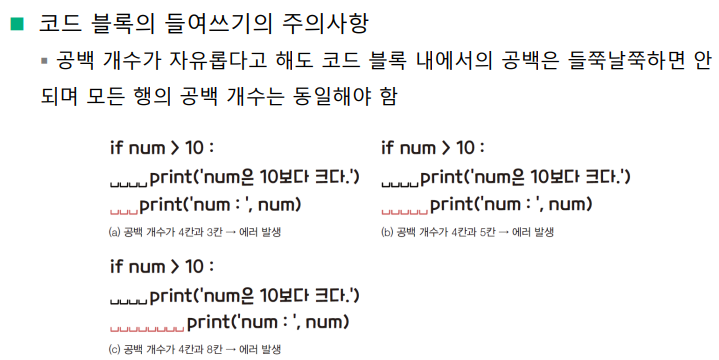 코드 블록의 들여쓰기의 주의사항
공백 개수가 자유롭다고 해도 코드 블록 내에서의 공백은 들쭉날쭉하면 안
되며 모든 행의 공백 개수는 동일해야 함
if num > 10 :
␣␣␣␣print('num은 10보다 크다.')
␣␣␣print('num : ', num)
(a) 공백 개수가 4칸과 3칸 → 에러 발생
if num > 10 :
␣␣␣␣print('num은 10보다 크다.')
␣␣␣␣␣print('num : ', num)
(b) 공백 개수가 4칸과 5칸 → 에러 발생
if num > 10 :
␣␣␣␣print('num은 10보다 크다.')
␣␣␣␣␣␣␣␣print('num : ', num)
(c) 공백 개수가 4칸과 8칸 → 에러 발생